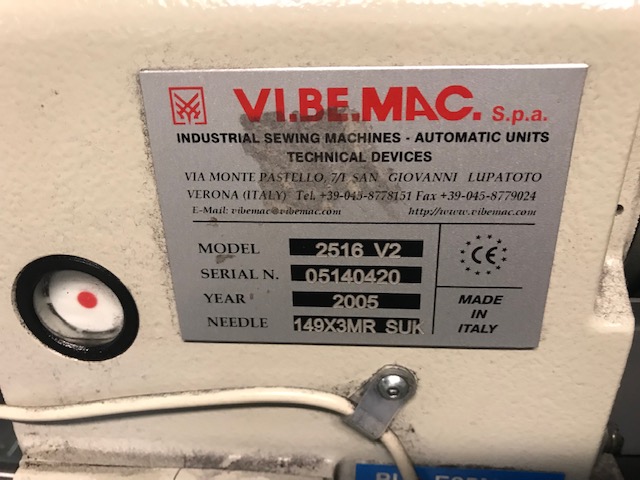 VI.BE.MAC. S.p.a.
INDUSTRIAL SEWING MACHINES - AUTOMATIC UNITS
TECHNICAL DEVICES
VIA MONTE PASTELLO, 7/I SAN GIOVANNI LUPATOTO
VERONA (ITALY) Tel. +39-045-8778151 Fax +39-045-8779024
E-Mail: vibemac@vibemac.com http://www.vibemac.com
MODEL 2516 V2
SERIAL N. 05140420
YEAR 2005
NEEDLE 149X3MR SUK
CE
MADE
IN
ITALY